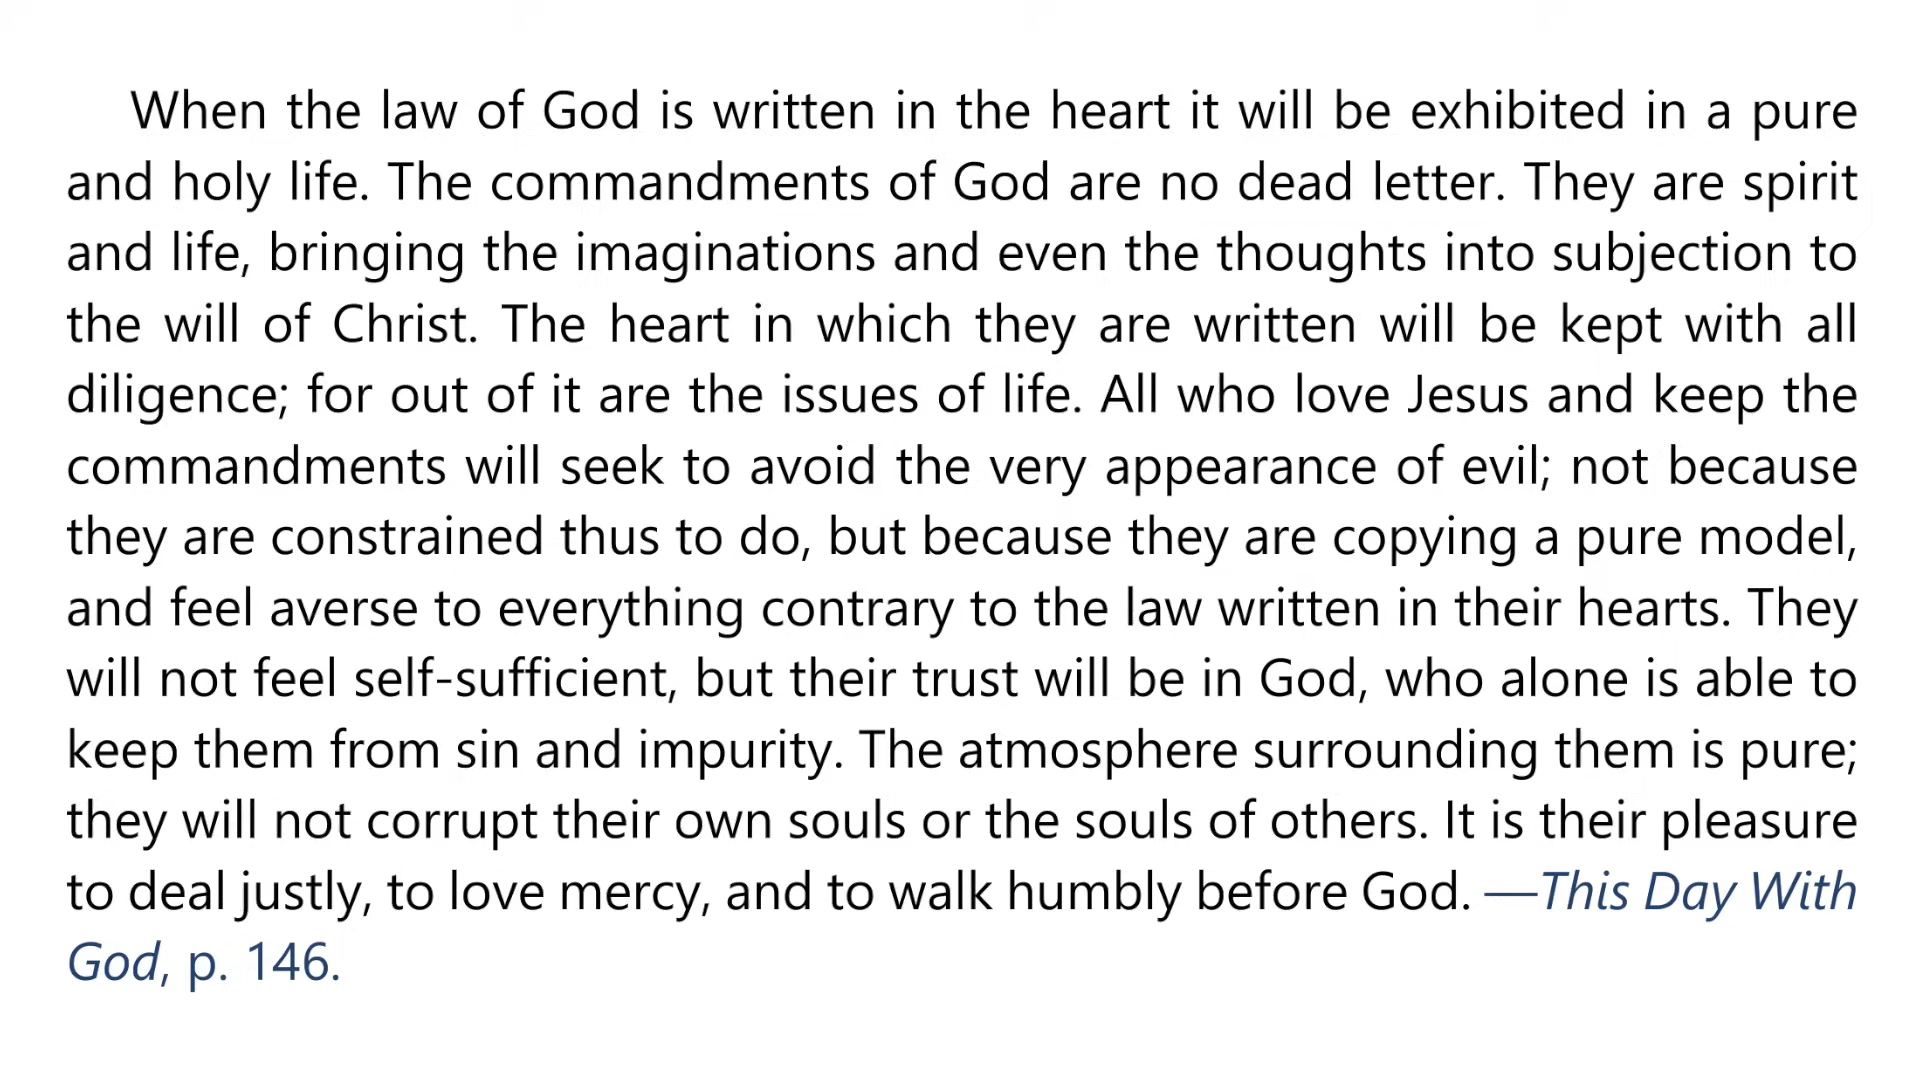 When the law of God is written in the heart it will be exhibited in a pure
and holy life. The commandments of God are no dead letter. They are spirit
and life, bringing the imaginations and even the thoughts into subjection to
the will of Christ. The heart in which they are written will be kept with all
diligence; for out of it are the issues of life. All who love Jesus and keep the
commandments will seek to avoid the very appearance of evil; not because
they are constrained thus to do, but because they are copying a pure model,
and feel averse to everything contrary to the law written in their hearts. They
will not feel self-sufficient, but their trust will be in God, who alone is able to
keep them from sin and impurity. The atmosphere surrounding them is pure;
they will not corrupt their own souls or the souls of others. It is their pleasure
to deal justly, to love mercy, and to walk humbly before God. —This Day With
God, p. 146.